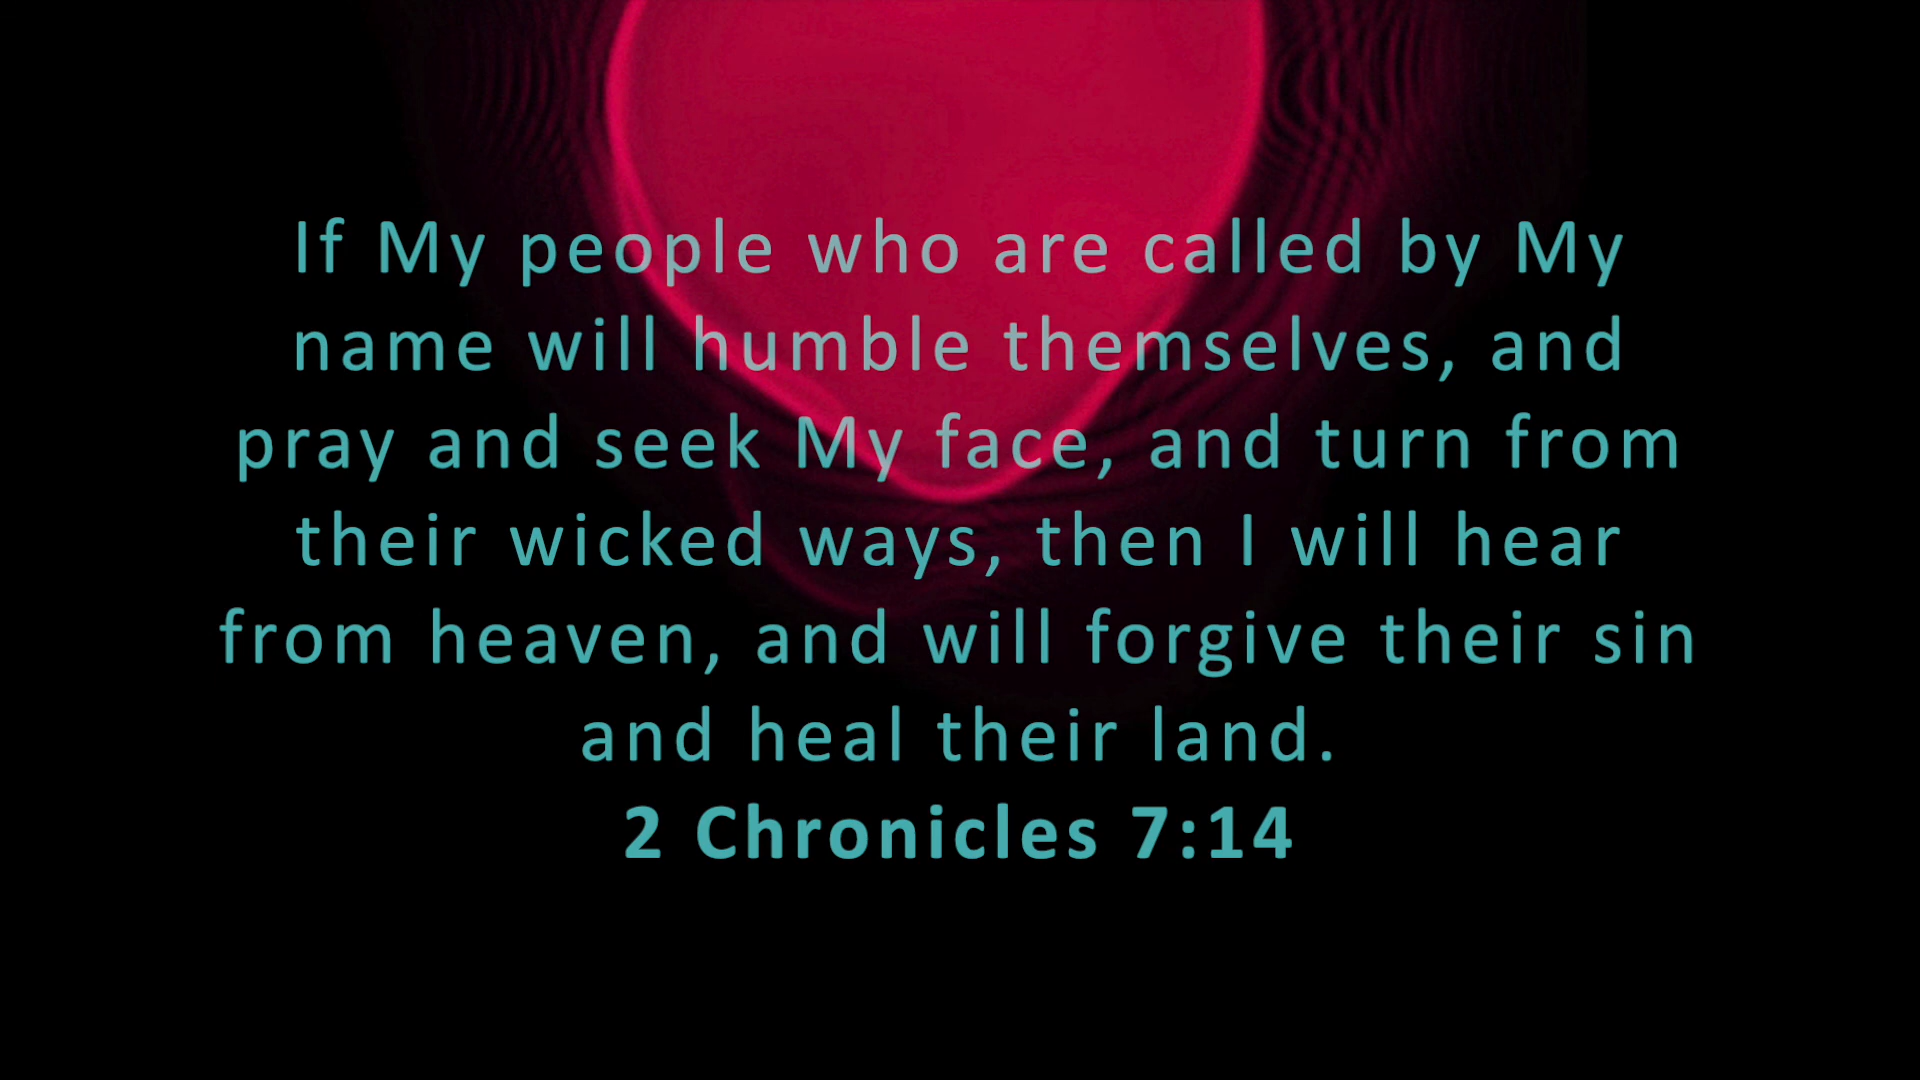 If My people who are called by My
name will humble themselves, and
pray and seek My face, and turn from
their wicked ways, then I will hear
from heaven, and will forgive their sin
and heal their land.
2 Chronicles 7:14